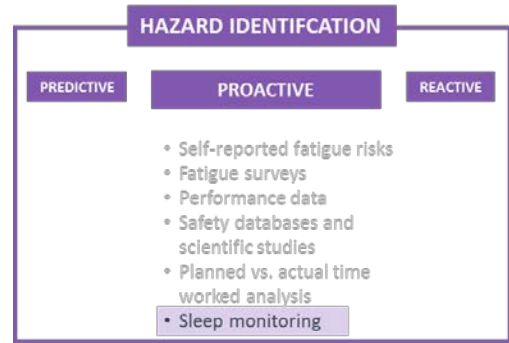 HAZARD IDENTIFCATION
PREDICTIVE
PROACTIVE
REACTIVE
• Self-reported fatigue risks
• Fatigue surveys
• Performance data
• Safety databases and
scientific studies
• Planned vs. actual time
worked analysis
• Sleep monitoring